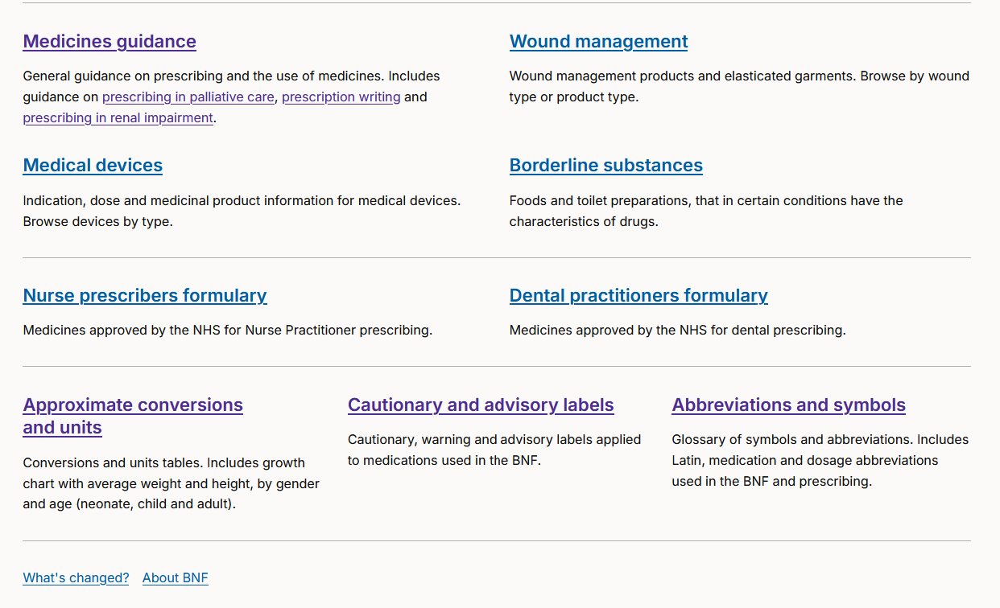 Medicines guidance
General guidance on prescribing and the use of medicines. Includes
guidance on prescribing in palliative care, prescription writing and
prescribing in renal impairment.
Wound management
Wound management products and elasticated garments. Browse by wound
type or product type.
Medical devices
Indication, dose and medicinal product information for medical devices.
Browse devices by type.
Borderline substances
Foods and toilet preparations, that in certain conditions have the
characteristics of drugs.
Nurse prescribers formulary
Medicines approved by the NHS for Nurse Practitioner prescribing.
Dental practitioners formulary
Medicines approved by the NHS for dental prescribing.
Approximate conversions
and units
Conversions and units tables. Includes growth
chart with average weight and height, by gender
and age (neonate, child and adult).
Cautionary and advisory labels
Cautionary, warning and advisory labels applied
to medications used in the BNF.
Abbreviations and symbols
Glossary of symbols and abbreviations. Includes
Latin, medication and dosage abbreviations
used in the BNF and prescribing.
What's changed? About BNF